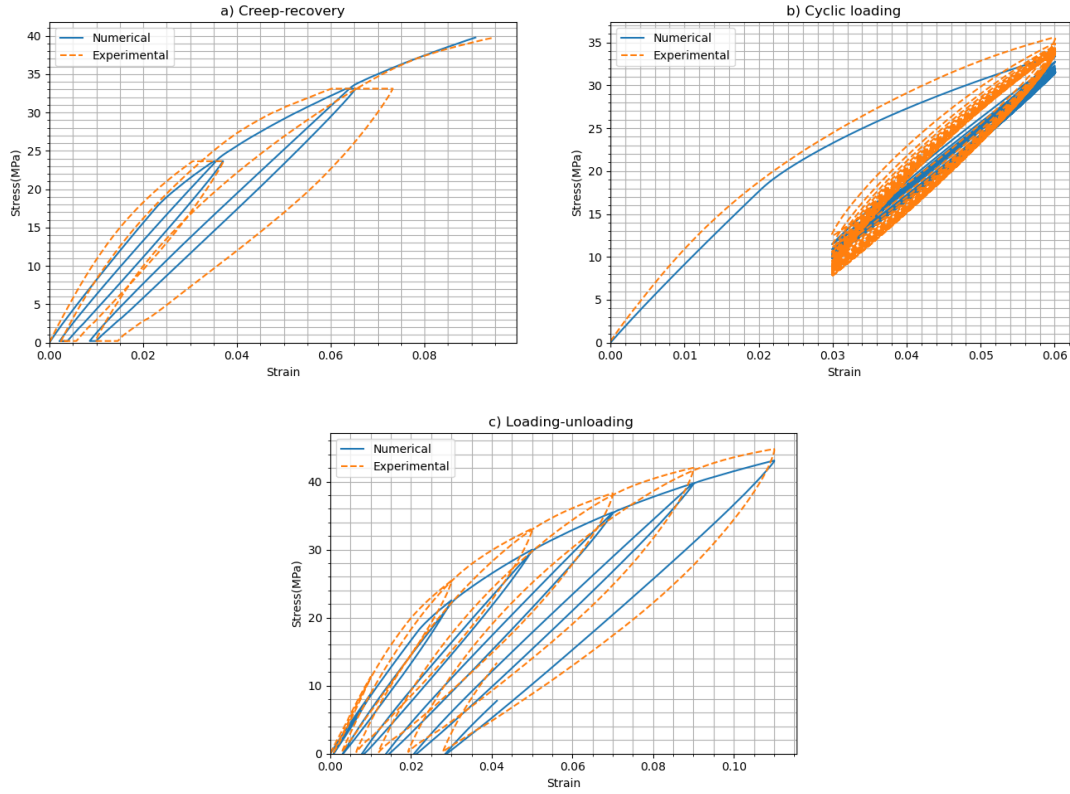 a) Creep-recovery
40
35
30
25
20
15
10
5
0
Stress(MPa)
Numerical
Experimental
0.00 0.02 0.04 0.06 0.08
Strain
b) Cyclic loading
35
30
25
20
15
10
5
0
Stress(MPa)
Numerical
Experimental
0.00 0.01 0.02 0.03 0.04 0.05 0.06
Strain
c) Loading-unloading
40
30
20
10
0
Stress(MPa)
Numerical
Experimental
0.00 0.02 0.04 0.06 0.08 0.10
Strain